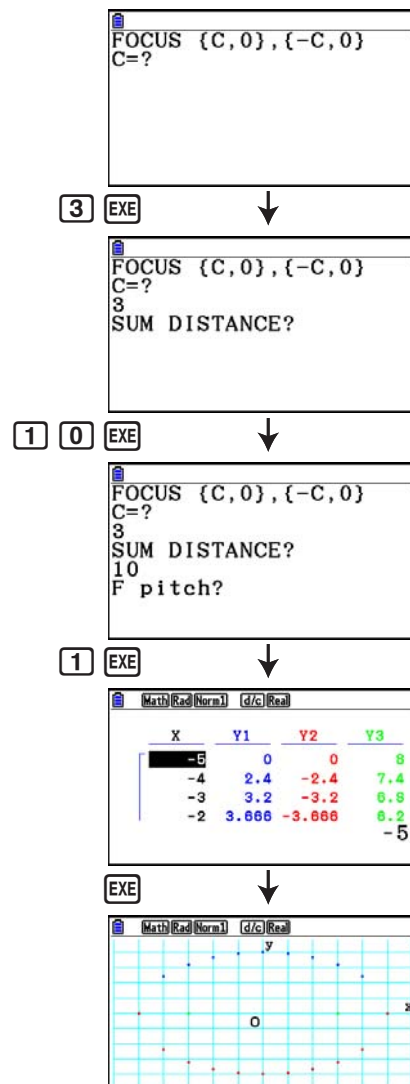 FOCUS {C,0},{-C,0}
C=?
3 EXE
FOCUS {C,0},{-C,0}
C=?
3
SUM DISTANCE?
1 0 EXE
FOCUS {C,0},{-C,0}
C=?
3
SUM DISTANCE?
10
F pitch?
1 EXE
Math Rad Norm1 d/c Real
X Y1 Y2 Y3
-5 0 0 8
-4 2.4 -2.4 7.4
-3 3.2 -3.2 6.8
-2 3.666 -3.666 6.2
-5
EXE
Math Rad Norm1 d/c Real
y
x
O